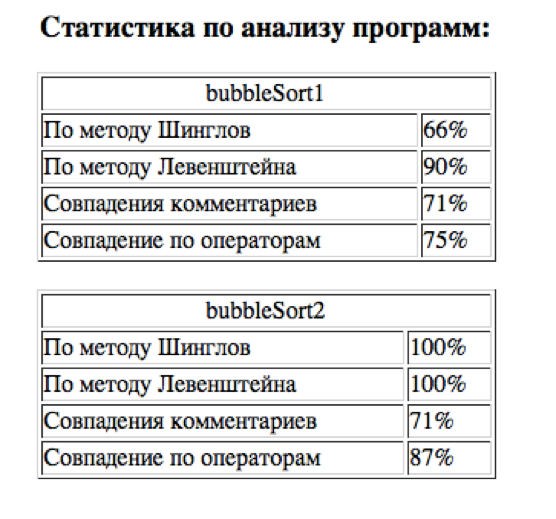 Статистика по анализу программ:
bubbleSort1
По методу Шинглов 66%
По методу Левенштейна 90%
Совпадения комментариев 71%
Совпадение по операторам 75%
bubbleSort2
По методу Шинглов 100%
По методу Левенштейна 100%
Совпадения комментариев 71%
Совпадение по операторам 87%